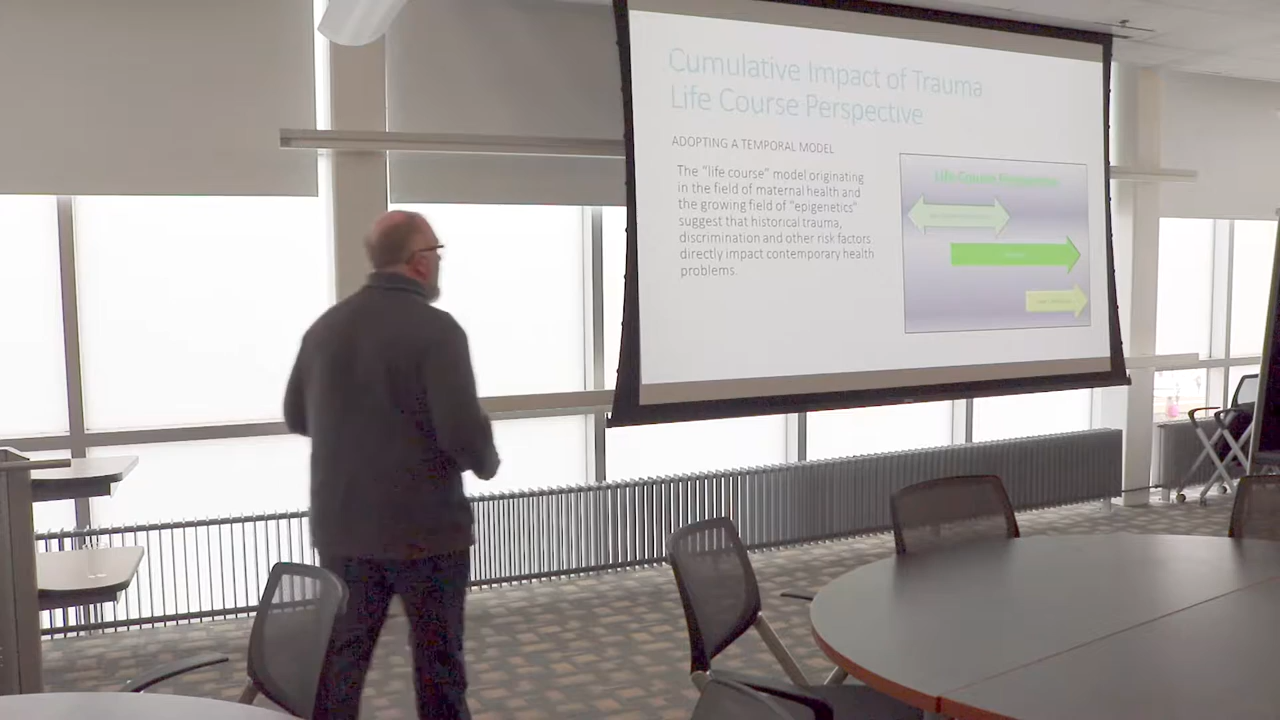 Cumulative Impact of Trauma
Life Course Perspective
ADOPTING A TEMPORAL MODEL
The "life course" model originating
in the field of maternal health and
the growing field of "epigenetics"
suggest that historical trauma,
discrimination and other risk factors
directly impact contemporary health
problems.
Life Course Perspective